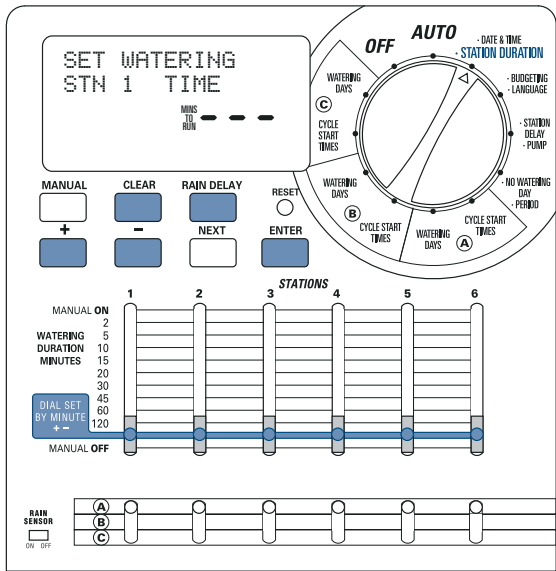 SET WATERING
STN 1 TIME
MINS
TO
RUN
- - -
MANUAL
CLEAR
RAIN DELAY
RESET
+
-
NEXT
ENTER
OFF
AUTO
· DATE & TIME
· STATION DURATION
· BUDGETING
· LANGUAGE
· STATION
DELAY
· PUMP
· NO WATERING
DAY
· PERIOD
CYCLE START
TIMES
A
WATERING
DAYS
CYCLE START
TIMES
B
WATERING
DAYS
CYCLE
START
TIMES
C
WATERING
DAYS
STATIONS
1 2 3 4 5 6
MANUAL ON
WATERING
DURATION
MINUTES
2
5
10
15
20
30
45
60
120
DIAL SET
BY MINUTE
+ -
MANUAL OFF
RAIN
SENSOR
ON OFF
A
B
C